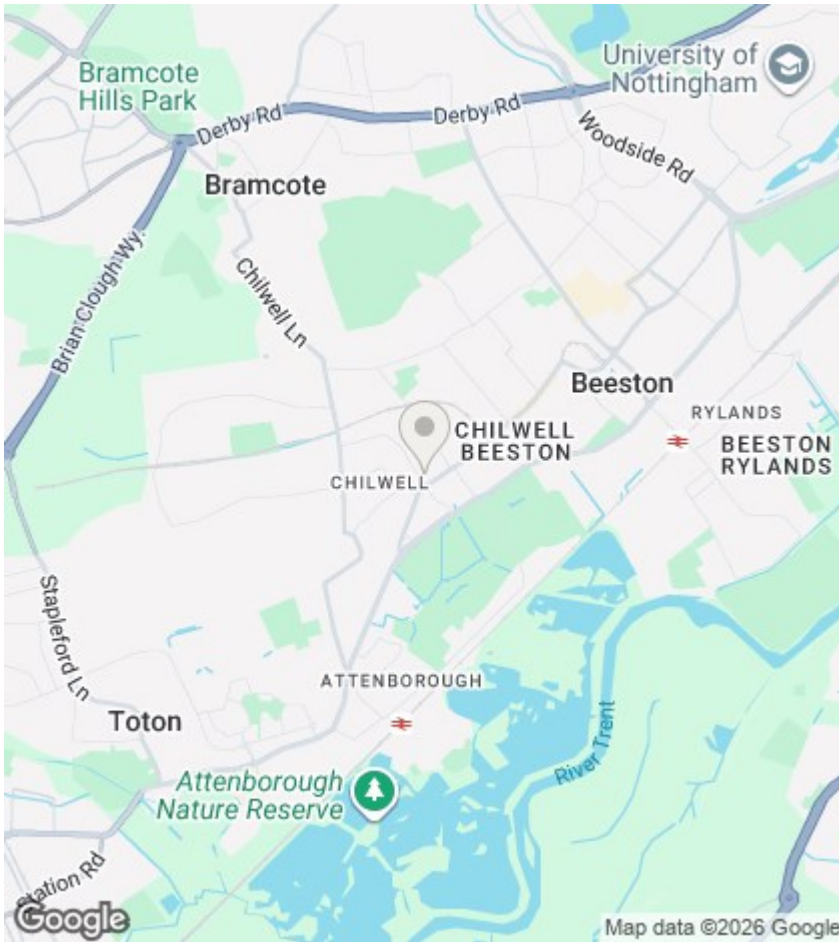 University of
Nottingham
Bramcote
Hills Park
Derby Rd
Derby Rd
Woodside Rd
Bramcote
Brian Clough Wy.
Chilwell Ln
Beeston
RYLANDS
CHILWELL
BEESTON
BEESTON
RYLANDS
CHILWELL
Stapleford Ln
ATTENBOROUGH
Toton
River Trent
Attenborough
Nature Reserve
Station Rd
Google
Map data ©2026 Google